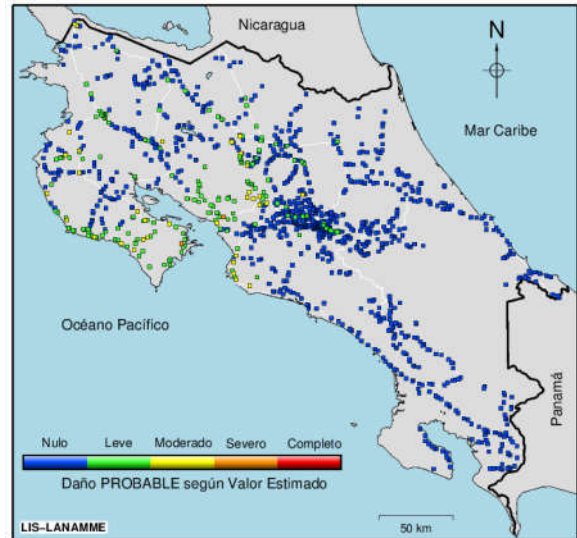 Nicaragua
N
Mar Caribe
Océano Pacífico
Panamá
Nulo Leve Moderado Severo Completo
Daño PROBABLE según Valor Estimado
LIS-LANAMME
50 km